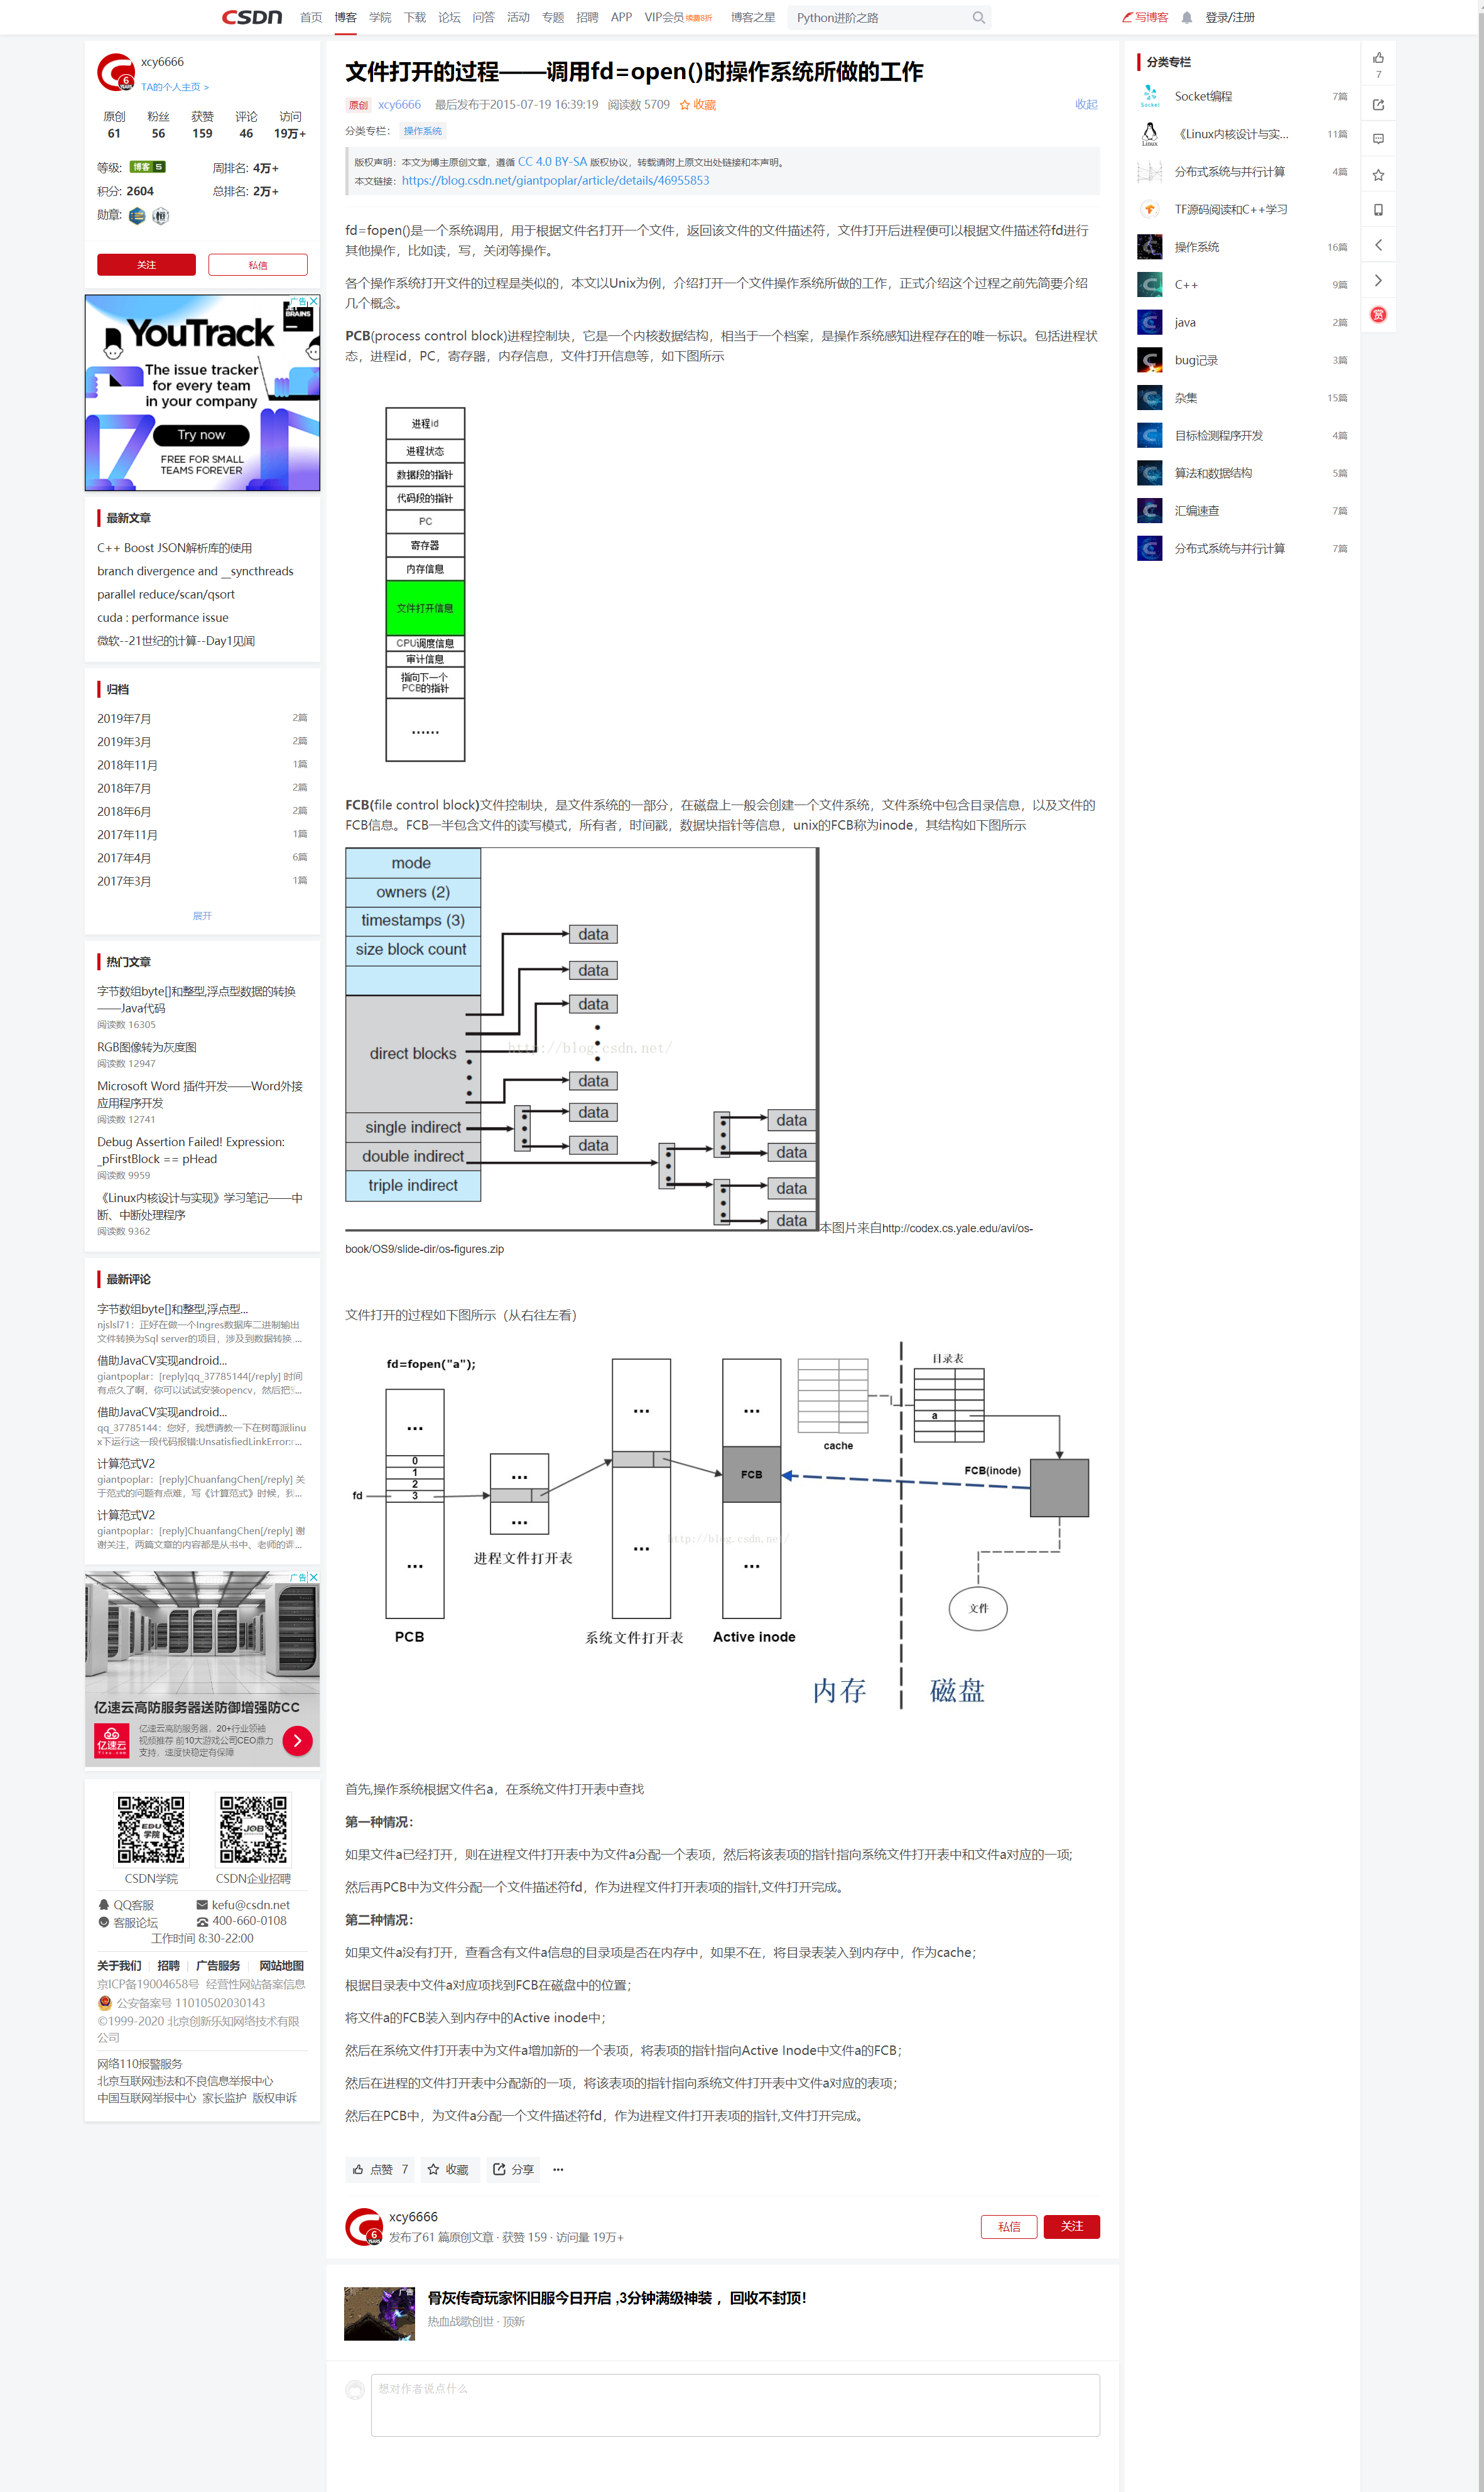 CSDN 首页 博客 学院 下载 论坛 问答 活动 专题 招聘 APP VIP会员续费8折 博客之星 Python进阶之路 写博客 登录/注册
xcy6666
TA的个人主页 >
原创 粉丝 获赞 评论 访问
61 56 159 46 19万+
等级: 博客 5 周排名: 4万+
积分: 2604 总排名: 2万+
勋章:
关注 私信
广告
JET BRAINS
YouTrack
The issue tracker
for every team
in your company
Try now
FREE FOR SMALL
TEAMS FOREVER
最新文章
C++ Boost JSON解析库的使用
branch divergence and __syncthreads
parallel reduce/scan/qsort
cuda : performance issue
微软--21世纪的计算--Day1见闻
归档
2019年7月 2篇
2019年3月 2篇
2018年11月 1篇
2018年7月 2篇
2018年6月 2篇
2017年11月 1篇
2017年4月 6篇
2017年3月 1篇
展开
热门文章
字节数组byte[]和整型,浮点型数据的转换
——Java代码
阅读数 16305
RGB图像转为灰度图
阅读数 12947
Microsoft Word 插件开发——Word外接
应用程序开发
阅读数 12741
Debug Assertion Failed! Expression:
_pFirstBlock == pHead
阅读数 9959
《Linux内核设计与实现》学习笔记——中
断、中断处理程序
阅读数 9362
最新评论
字节数组byte[]和整型,浮点型...
njslsl71：正好在做一个Ingres数据库二进制输出
文件转换为Sql server的项目，涉及到数据转换 ...
借助JavaCV实现android...
giantpoplar：[reply]qq_37785144[/reply] 时间
有点久了啊，你可以试试安装opencv，然后把...
借助JavaCV实现android...
qq_37785144：您好，我想请教一下在树莓派linu
x下运行这一段代码报错:UnsatisfiedLinkError:...
计算范式V2
giantpoplar：[reply]ChuanfangChen[/reply] 关
于范式的问题有点难，写《计算范式》时候，我...
计算范式V2
giantpoplar：[reply]ChuanfangChen[/reply] 谢
谢关注，两篇文章的内容都是从书中、老师的课...
广告
亿速云高防服务器送防御增强防CC
亿速云
亿速云高防服务器，20+行业领袖
视频推荐 前10大游戏公司CEO鼎力
支持，速度快稳定有保障
EDU 学院 JOB
CSDN学院 CSDN企业招聘
QQ客服 kefu@csdn.net
客服论坛 400-660-0108
工作时间 8:30-22:00
关于我们 招聘 广告服务 网站地图
京ICP备19004658号 经营性网站备案信息
公安备案号 11010502030143
©1999-2020 北京创新乐知网络技术有限
公司
网络110报警服务
北京互联网违法和不良信息举报中心
中国互联网举报中心 家长监护 版权申诉
文件打开的过程——调用fd=open()时操作系统所做的工作
原创 xcy6666 最后发布于2015-07-19 16:39:19 阅读数 5709 收藏 收起
分类专栏： 操作系统
版权声明：本文为博主原创文章，遵循 CC 4.0 BY-SA 版权协议，转载请附上原文出处链接和本声明。
本文链接：https://blog.csdn.net/giantpoplar/article/details/46955853
fd=fopen()是一个系统调用，用于根据文件名打开一个文件，返回该文件的文件描述符，文件打开后进程便可以根据文件描述符fd进行
其他操作，比如读，写，关闭等操作。
各个操作系统打开文件的过程是类似的，本文以Unix为例，介绍打开一个文件操作系统所做的工作，正式介绍这个过程之前先简要介绍
几个概念。
PCB(process control block)进程控制块，它是一个内核数据结构，相当于一个档案，是操作系统感知进程存在的唯一标识。包括进程状
态，进程id，PC，寄存器，内存信息，文件打开信息等，如下图所示
进程id
进程状态
数据段的指针
代码段的指针
PC
寄存器
内存信息
文件打开信息
CPU调度信息
审计信息
指向下一个
PCB的指针
......
FCB(file control block)文件控制块，是文件系统的一部分，在磁盘上一般会创建一个文件系统，文件系统中包含目录信息，以及文件的
FCB信息。FCB一半包含文件的读写模式，所有者，时间戳，数据块指针等信息，unix的FCB称为inode，其结构如下图所示
mode
owners (2)
timestamps (3)
size block count
direct blocks
single indirect
double indirect
triple indirect
data
data
data
data
data
data
data
data
data
data
http://blog.csdn.net/
本图片来自http://codex.cs.yale.edu/avi/os-
book/OS9/slide-dir/os-figures.zip
文件打开的过程如下图所示（从右往左看）
fd=fopen("a");
...
0
1
2
fd 3
...
PCB
...
...
进程文件打开表
...
...
系统文件打开表
...
FCB
...
Active inode
cache
目录表
a
FCB(inode)
文件
http://blog.csdn.net/
内存 磁盘
首先,操作系统根据文件名a，在系统文件打开表中查找
第一种情况：
如果文件a已经打开，则在进程文件打开表中为文件a分配一个表项，然后将该表项的指针指向系统文件打开表中和文件a对应的一项;
然后再PCB中为文件分配一个文件描述符fd，作为进程文件打开表项的指针,文件打开完成。
第二种情况：
如果文件a没有打开，查看含有文件a信息的目录项是否在内存中，如果不在，将目录表装入到内存中，作为cache；
根据目录表中文件a对应项找到FCB在磁盘中的位置；
将文件a的FCB装入到内存中的Active inode中；
然后在系统文件打开表中为文件a增加新的一个表项，将表项的指针指向Active Inode中文件a的FCB；
然后在进程的文件打开表中分配新的一项，将该表项的指针指向系统文件打开表中文件a对应的表项；
然后在PCB中，为文件a分配一个文件描述符fd，作为进程文件打开表项的指针,文件打开完成。
点赞 7 收藏 分享 ...
xcy6666
发布了61 篇原创文章 · 获赞 159 · 访问量 19万+ 私信 关注
广告
骨灰传奇玩家怀旧服今日开启 ,3分钟满级神装 ，回收不封顶！
热血战歌创世 · 顶新
想对作者说点什么
分类专栏
Socket编程 7篇
《Linux内核设计与实... 11篇
分布式系统与并行计算 4篇
TF源码阅读和C++学习
操作系统 16篇
C++ 9篇
java 2篇
bug记录 3篇
杂集 15篇
目标检测程序开发 4篇
算法和数据结构 5篇
汇编速查 7篇
分布式系统与并行计算 7篇
7
赏